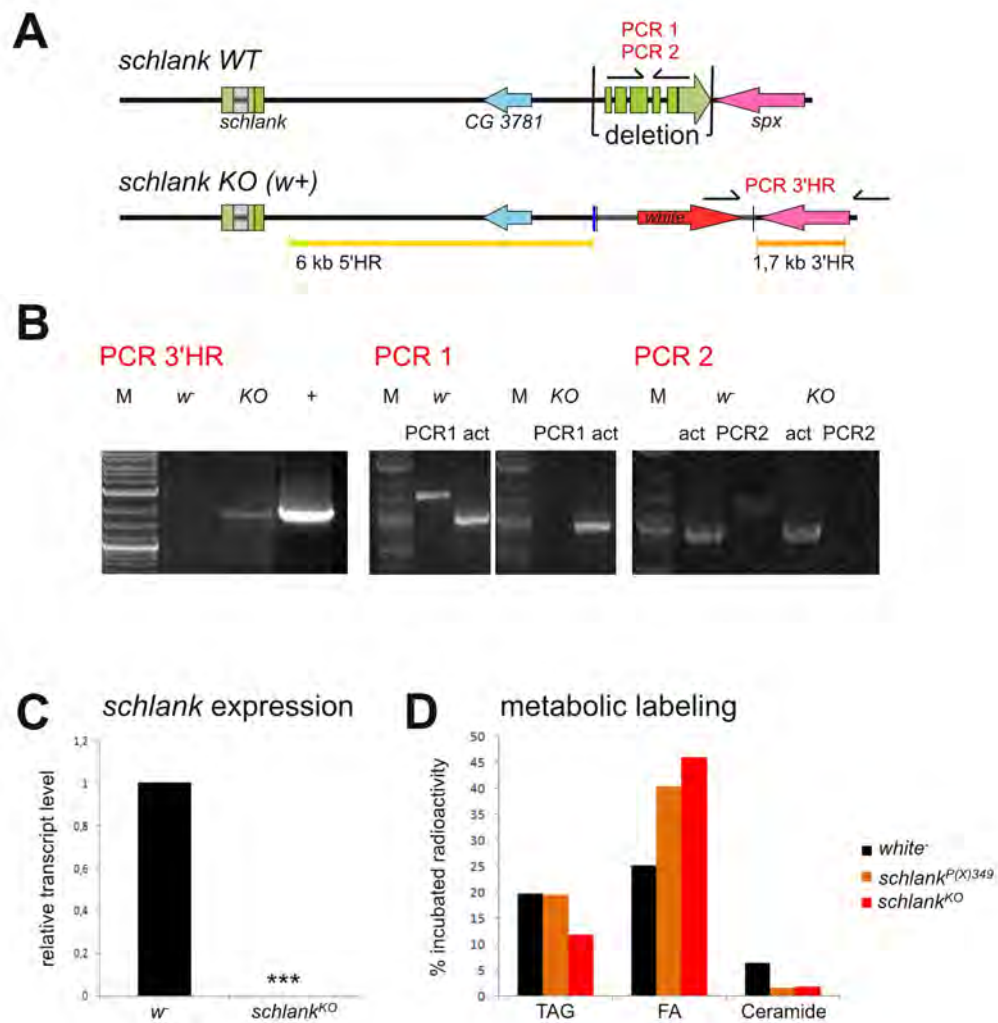 A
PCR 1
PCR 2
schlank WT
schlank
CG 3781
deletion
spx
schlank KO (w+)
PCR 3'HR
white
6 kb 5'HR
1,7 kb 3'HR
B
PCR 3'HR
PCR 1
PCR 2
M w- KO +
M w- M KO
M w- KO
PCR1 act PCR1 act
act PCR2 act PCR2
C
schlank expression
relative transcript level
1,2
1
0,8
0,6
0,4
0,2
0
***
w-
schlankKO
D
metabolic labeling
% incubated radioactivity
50
45
40
35
30
25
20
15
10
5
0
TAG FA Ceramide
white-
schlankP(X)349
schlankKO